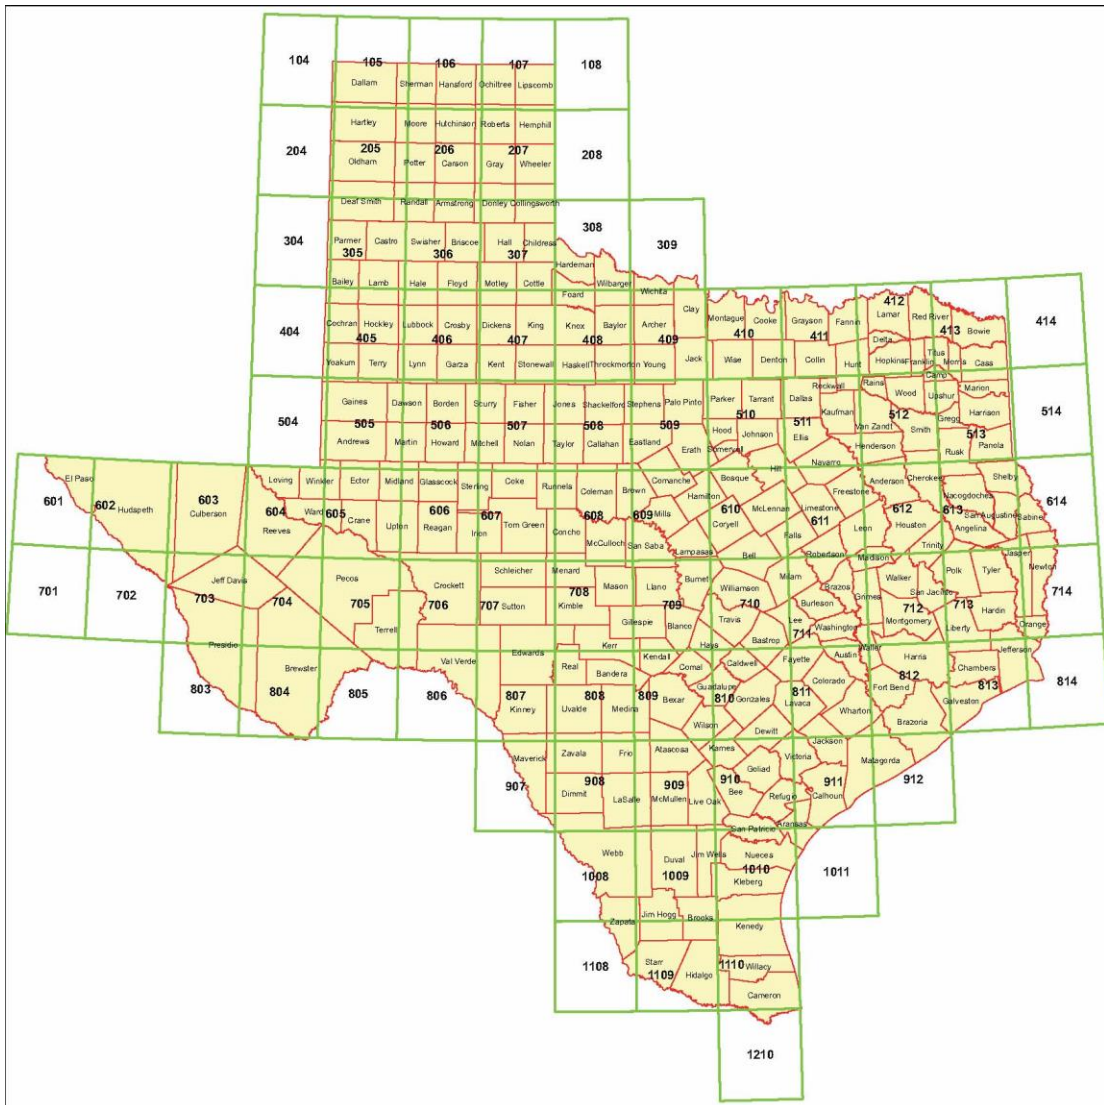 104 105 106 107 108
Dallam Sherman Hansford Ochiltree Lipscomb
Hartley Moore Hutchinson Roberts Hemphill
204 205 206 207 208
Oldham Potter Carson Gray Wheeler
Deaf Smith Randall Armstrong Donley Collingsworth
308 309
304 Parmer Castro Swisher Briscoe Hall Childress
305 306 307
Hardeman
Bailey Lamb Hale Floyd Motley Cottle Foard Wilbarger Wichita
412
Clay Montague Cooke Grayson Fannin Lamar Red River Bowie
404 Cochran Hockley Lubbock Crosby Dickens King Knox Baylor Archer
405 406 407 408 409 410 411 413 414
Delta Titus
Yoakum Terry Lynn Garza Kent Stonewall Haskell Throckmorton Young Jack Wise Denton Collin Hunt Hopkins Franklin Morris Cass
Camp
Rockwall Rains Marion
Gaines Dawson Borden Scurry Fisher Jones Shackelford Stephens Palo Pinto Parker Tarrant Dallas Kaufman Wood Upshur Harrison
504 505 506 507 508 509 510 511 512 513 514
Gregg
Andrews Martin Howard Mitchell Nolan Taylor Callahan Eastland Hood Johnson Ellis Van Zandt Smith Panola
Erath Somervell Henderson Rusk
Navarro
601 602 603 604 605 606 607 608 609 610 611 612 613 614
El Paso Hudspeth Culberson Loving Winkler Ector Midland Glasscock Sterling Coke Runnels Coleman Brown Comanche Bosque Hill Anderson Cherokee Shelby
Hamilton Freestone Nacogdoches
Reeves Ward Crane Upton Reagan Irion Tom Green Concho Mills Coryell McLennan Limestone Leon Houston Angelina San Augustine Sabine
McCulloch San Saba Lampasas Bell Falls Robertson Madison Trinity
701 702 703 704 705 706 707 708 709 710 711 712 713 714
Jeff Davis Pecos Crockett Schleicher Menard Mason Llano Burnet Williamson Milam Brazos Grimes Walker Polk Tyler Jasper Newton
Sutton Kimble San Jacinto
Terrell Gillespie Blanco Travis Lee Burleson Washington Montgomery Liberty Hardin
Presidio Bastrop Orange
Brewster Val Verde Edwards Real Kerr Kendall Hays Comal Caldwell Fayette Austin Waller Harris Jefferson
Bandera Chambers
803 804 805 806 807 808 809 810 811 812 813 814
Kinney Uvalde Medina Bexar Guadalupe Gonzales Lavaca Colorado Fort Bend Galveston
Wilson Wharton Brazoria
Dewitt
Maverick Zavala Frio Atascosa Karnes Jackson
Goliad Victoria Matagorda
907 908 909 910 911 912
Dimmit LaSalle McMullen Live Oak Bee Refugio Calhoun
San Patricio Aransas
Webb Duval Jim Wells Nueces
1008 1009 1010 1011
Kleberg
Zapata Jim Hogg Brooks Kenedy
1108 1109 1110
Starr Hidalgo Willacy
Cameron
1210